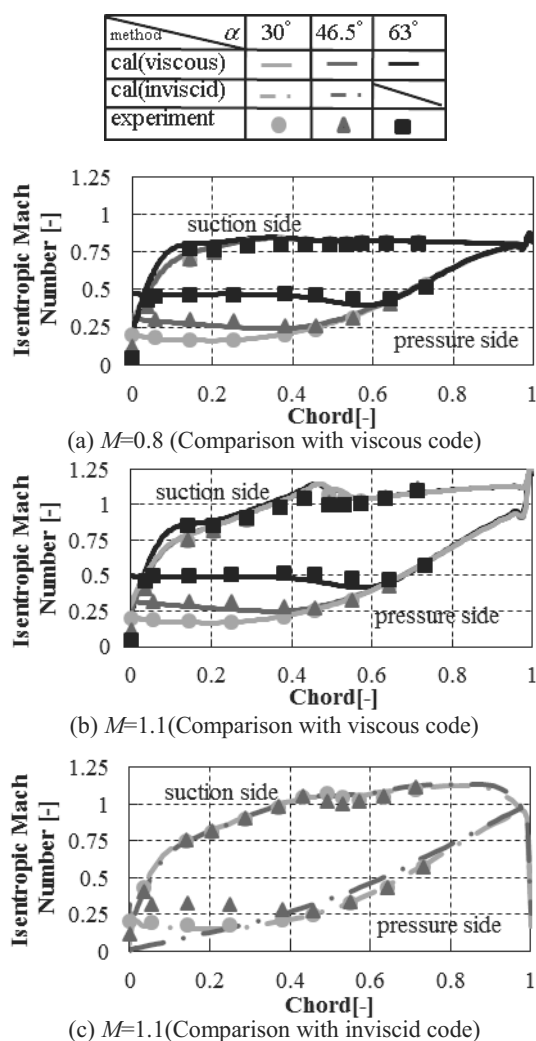 method α 30° 46.5° 63°
cal(viscous)
cal(inviscid)
experiment
Isentropic Mach
Number [-]
1.25
1
0.75
0.5
0.25
0
suction side
pressure side
0 0.2 0.4 0.6 0.8 1
Chord[-]
(a) M=0.8 (Comparison with viscous code)
Isentropic Mach
Number [-]
1.25
1
0.75
0.5
0.25
0
suction side
pressure side
0 0.2 0.4 0.6 0.8 1
Chord[-]
(b) M=1.1(Comparison with viscous code)
Isentropic Mach
Number [-]
1.25
1
0.75
0.5
0.25
0
suction side
pressure side
0 0.2 0.4 0.6 0.8 1
Chord[-]
(c) M=1.1(Comparison with inviscid code)